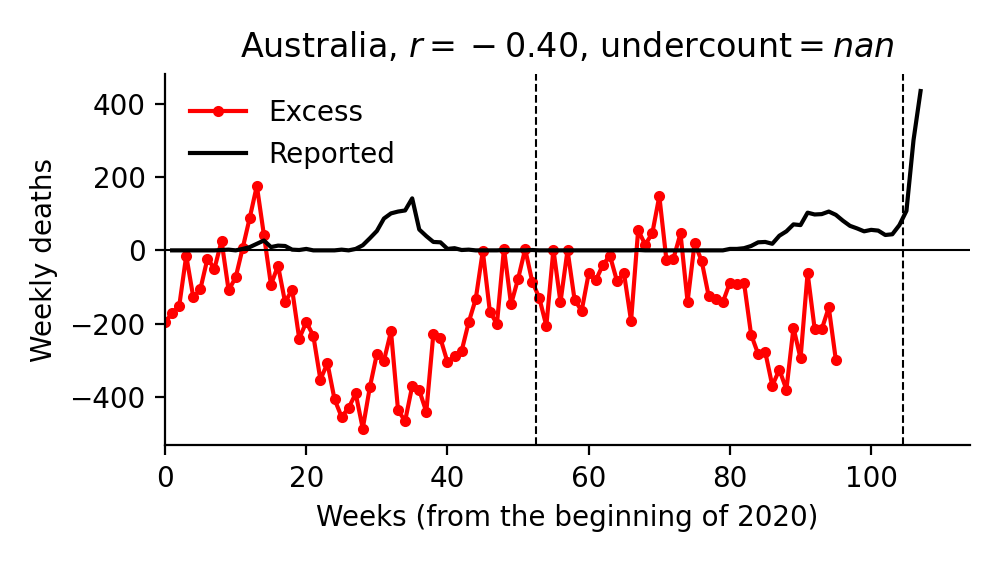 Australia, r = − 0.40, undercount = nan
Excess
Reported
Weekly deaths
400
200
0
−200
−400
0 20 40 60 80 100
Weeks (from the beginning of 2020)